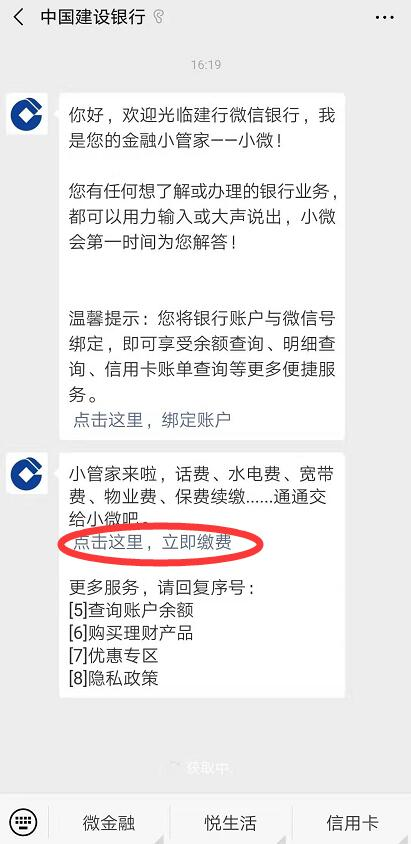 中国建设银行
16:19
你好，欢迎光临建行微信银行，我
是您的金融小管家——小微！
您有任何想了解或办理的银行业务，
都可以用力输入或大声说出，小微
会第一时间为您解答！
温馨提示：您将银行账户与微信号
绑定，即可享受余额查询、明细查
询、信用卡账单查询等更多便捷服
务。
点击这里，绑定账户
小管家来啦，话费、水电费、宽带
费、物业费、保费续缴......通通交
给小微吧。
点击这里，立即缴费
更多服务，请回复序号：
[5]查询账户余额
[6]购买理财产品
[7]优惠专区
[8]隐私政策
获取中.
微金融
悦生活
信用卡